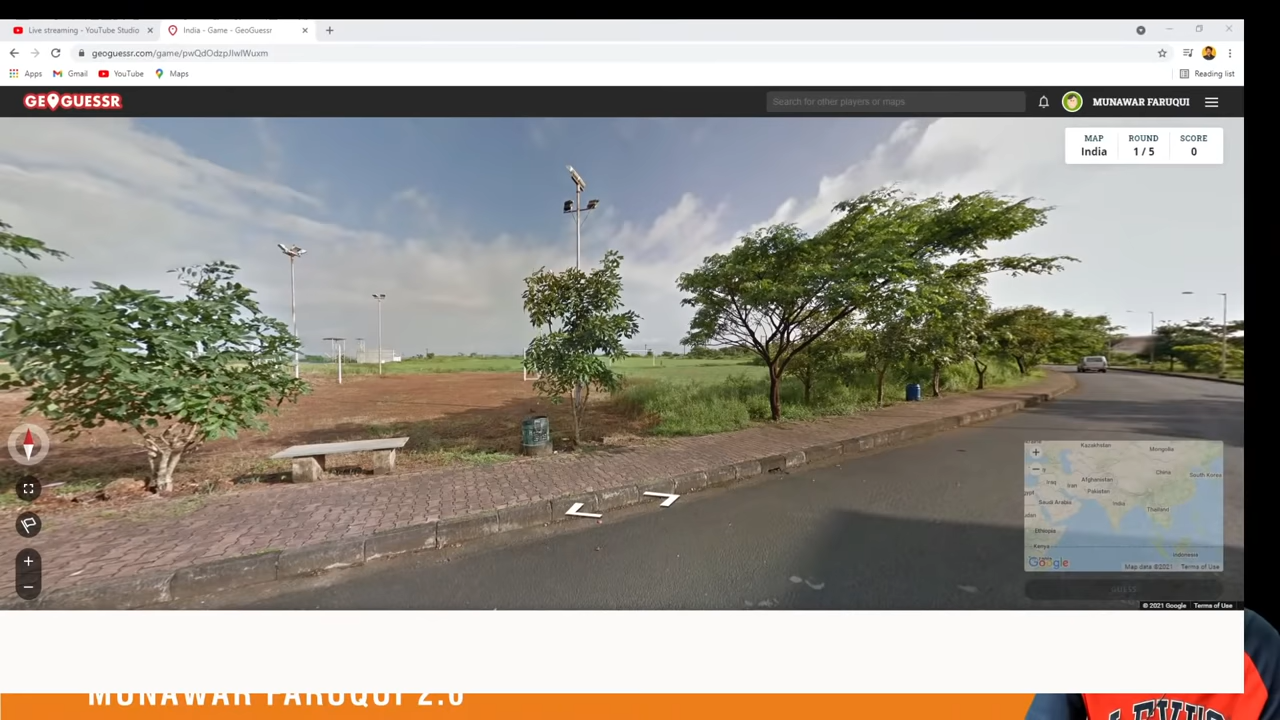 Live streaming - YouTube Studio
India - Game - GeoGuessr
geoguessr.com/game/pwQdOdzpJlwlWuxm
Apps
Gmail
YouTube
Maps
Reading list
GEOGUESSR
Search for other players or maps
MUNAWAR FARUQUI
MAP
India
ROUND
1 / 5
SCORE
0
Kazakhstan
Mongolia
China
South Korea
Iraq
Iran
Afghanistan
Pakistan
Saudi Arabia
India
Thailand
Ethiopia
Kenya
Indonesia
Google
Map data ©2021
Terms of Use
GUESS
© 2021 Google
Terms of Use
MUNAWAR FARUQUI 2.0
LEVI'S